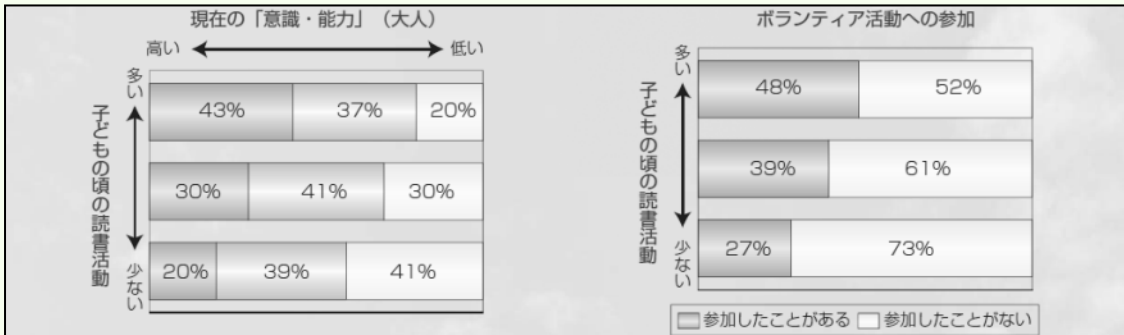 現在の「意識・能力」（大人）
高い
低い
多い
子どもの頃の読書活動
少ない
43%
37%
20%
30%
41%
30%
20%
39%
41%
ボランティア活動への参加
多い
子どもの頃の読書活動
少ない
48%
52%
39%
61%
27%
73%
参加したことがある
参加したことがない